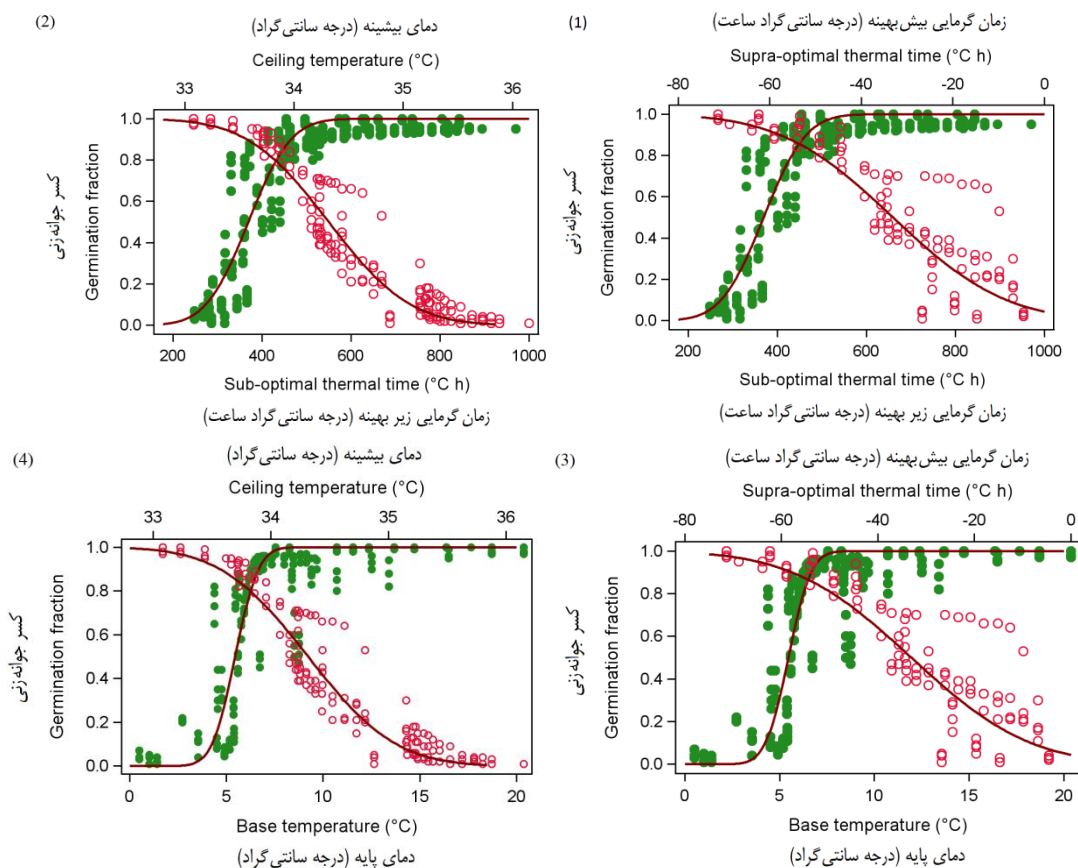 (2)
دمای بیشینه (درجه سانتی‌گراد)
Ceiling temperature (°C)
33 34 35 36
1.0
0.8
0.6
0.4
0.2
0.0
کسر جوانه‌زنی
Germination fraction
200 400 600 800 1000
Sub-optimal thermal time (°C h)
زمان گرمایی زیر بهینه (درجه سانتی‌گراد ساعت)
(1)
زمان گرمایی بیش‌بهینه (درجه سانتی‌گراد ساعت)
Supra-optimal thermal time (°C h)
-80 -60 -40 -20 0
1.0
0.8
0.6
0.4
0.2
0.0
کسر جوانه‌زنی
Germination fraction
200 400 600 800 1000
Sub-optimal thermal time (°C h)
زمان گرمایی زیر بهینه (درجه سانتی‌گراد ساعت)
(4)
دمای بیشینه (درجه سانتی‌گراد)
Ceiling temperature (°C)
33 34 35 36
1.0
0.8
0.6
0.4
0.2
0.0
کسر جوانه‌زنی
Germination fraction
0 5 10 15 20
Base temperature (°C)
دمای پایه (درجه سانتی‌گراد)
(3)
زمان گرمایی بیش‌بهینه (درجه سانتی‌گراد ساعت)
Supra-optimal thermal time (°C h)
-80 -60 -40 -20 0
1.0
0.8
0.6
0.4
0.2
0.0
کسر جوانه‌زنی
Germination fraction
0 5 10 15 20
Base temperature (°C)
دمای پایه (درجه سانتی‌گراد)